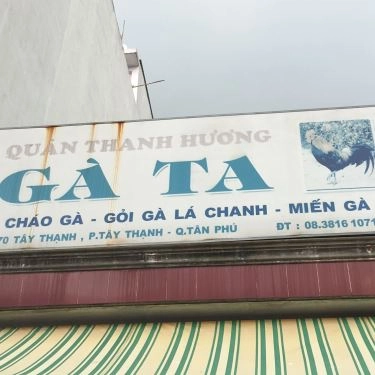 QUÁN THANH HƯƠNG
GÀ TA
CHÁO GÀ - GỎI GÀ LÁ CHANH - MIẾN GÀ
70 TÂY THẠNH , P.TÂY THẠNH - Q.TÂN PHÚ ĐT : 08.3816 1071